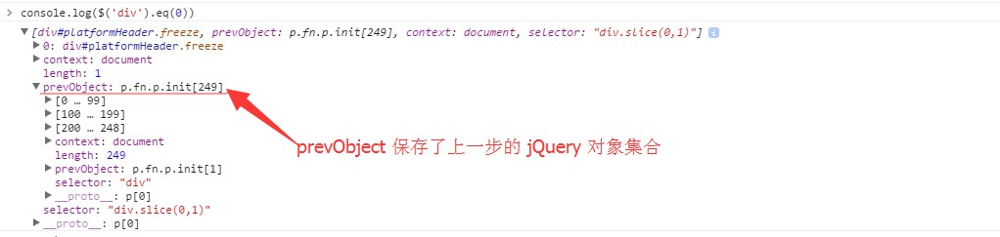 > console.log($('div').eq(0))
▼[div#platformHeader.freeze, prevObject: p.fn.p.init[249], context: document, selector: "div.slice(0,1)"] i
▶0: div#platformHeader.freeze
▶context: document
length: 1
▼prevObject: p.fn.p.init[249]
▶[0 … 99]
▶[100 … 199]
▶[200 … 248]
▶context: document
prevObject 保存了上一步的 jQuery 对象集合
length: 249
▶prevObject: p.fn.p.init[1]
selector: "div"
▶__proto__: p[0]
selector: "div.slice(0,1)"
▶__proto__: p[0]